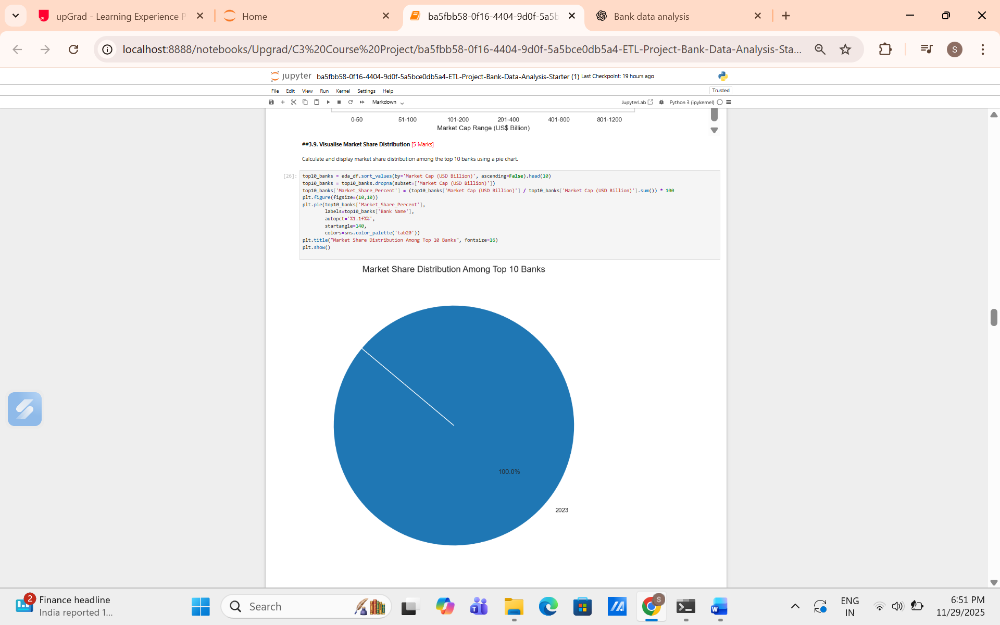 upGrad - Learning Experience P
Home
ba5fbb58-0f16-4404-9d0f-5a5b
Bank data analysis
localhost:8888/notebooks/Upgrad/C3%20Course%20Project/ba5fbb58-0f16-4404-9d0f-5a5bce0db5a4-ETL-Project-Bank-Data-Analysis-Sta...
S
jupyter ba5fbb58-0f16-4404-9d0f-5a5bce0db5a4-ETL-Project-Bank-Data-Analysis-Starter (1) Last Checkpoint: 19 hours ago
File Edit View Run Kernel Settings Help
Trusted
Markdown
JupyterLab Python 3 (ipykernel)
0-50 51-100 101-200 201-400 401-800 801-1200
Market Cap Range (US$ Billion)
##3.9. Visualise Market Share Distribution [5 Marks]
Calculate and display market share distribution among the top 10 banks using a pie chart.
[26]: top10_banks = eda_df.sort_values(by='Market Cap (USD Billion)', ascending=False).head(10)
top10_banks = top10_banks.dropna(subset=['Market Cap (USD Billion)'])
top10_banks['Market_Share_Percent'] = (top10_banks['Market Cap (USD Billion)'] / top10_banks['Market Cap (USD Billion)'].sum()) * 100
plt.figure(figsize=(10,10))
plt.pie(top10_banks['Market_Share_Percent'],
labels=top10_banks['Bank Name'],
autopct='%1.1f%%',
startangle=140,
colors=sns.color_palette('tab20'))
plt.title("Market Share Distribution Among Top 10 Banks", fontsize=16)
plt.show()
Market Share Distribution Among Top 10 Banks
100.0%
2023
2
Finance headline
India reported 1...
Search
S
ENG
IN
6:51 PM
11/29/2025